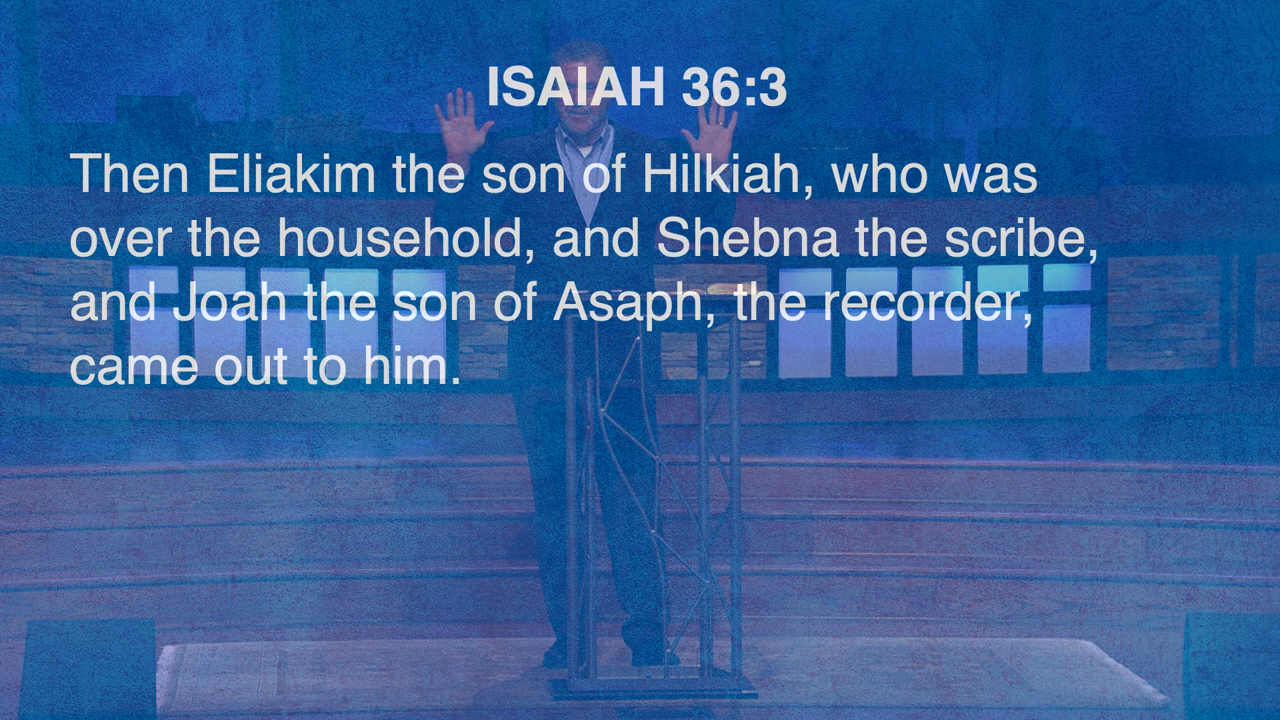 ISAIAH 36:3
Then Eliakim the son of Hilkiah, who was
over the household, and Shebna the scribe,
and Joah the son of Asaph, the recorder,
came out to him.